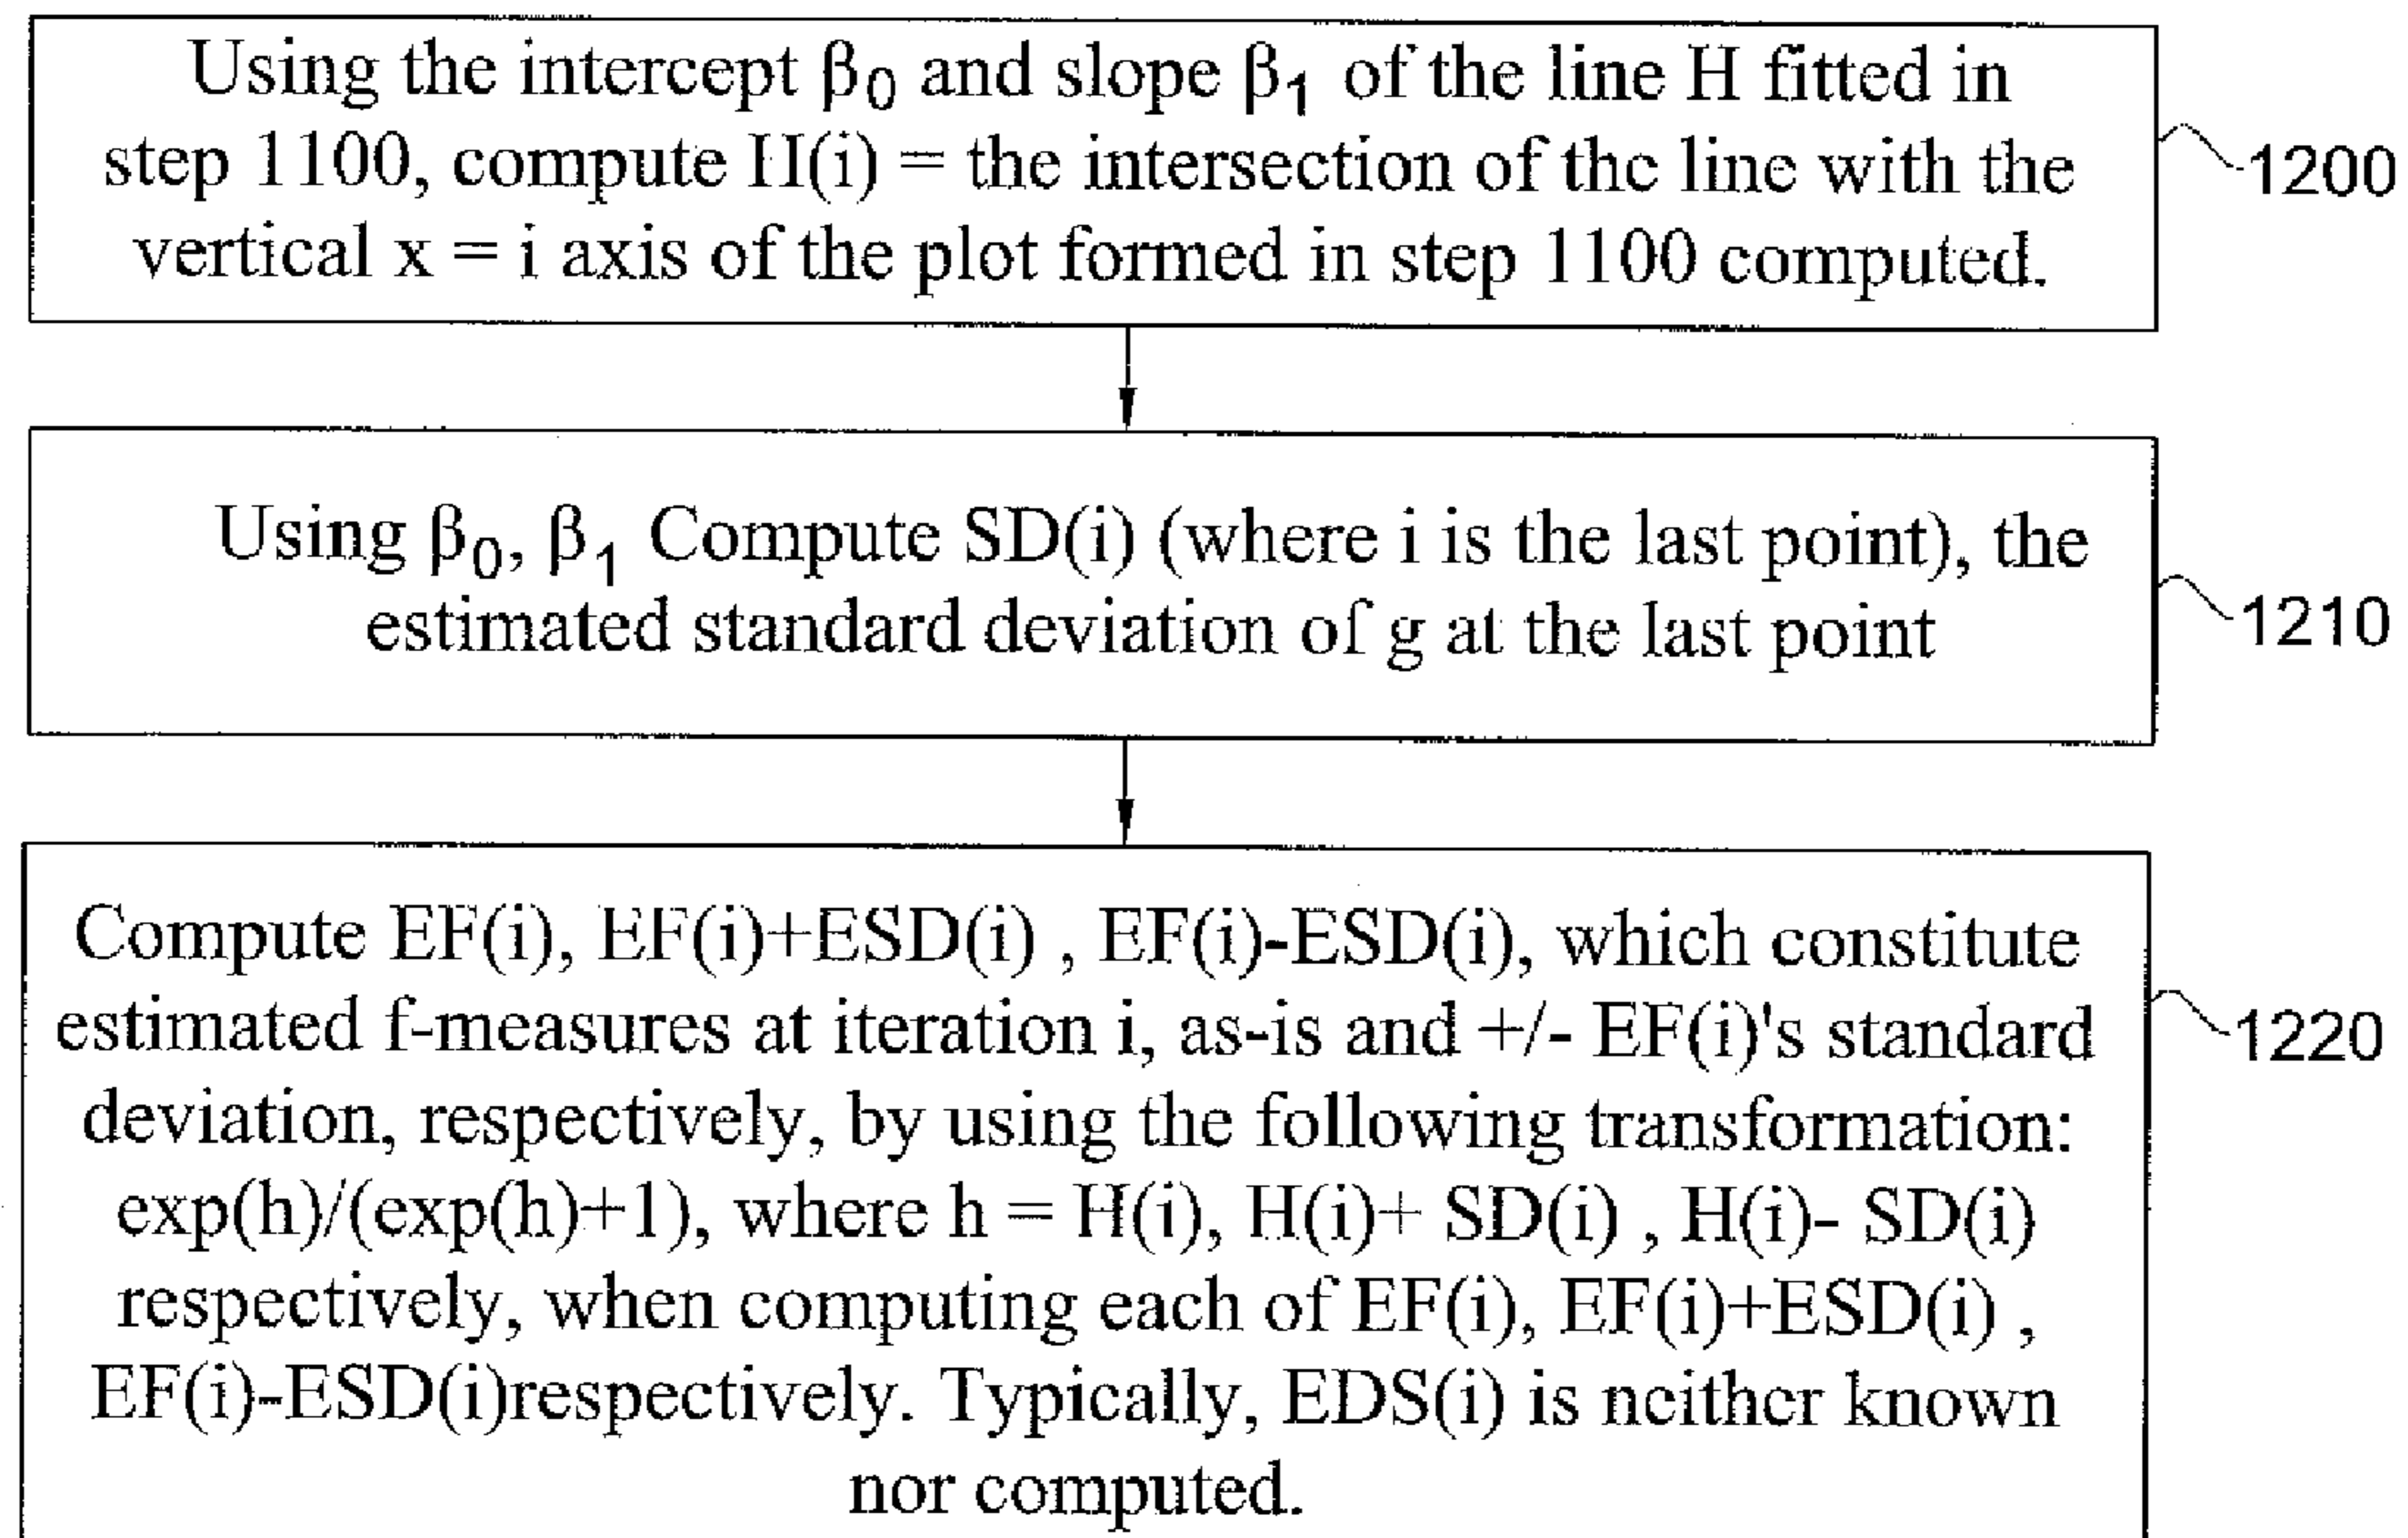 Using the intercept β0 and slope β1 of the line H fitted in
step 1100, compute H(i) = the intersection of the line with the
vertical x = i axis of the plot formed in step 1100 computed.
1200
Using β0, β1 Compute SD(i) (where i is the last point), the
estimated standard deviation of g at the last point
1210
Compute EF(i), EF(i)+ESD(i) , EF(i)-ESD(i), which constitute
estimated f-measures at iteration i, as-is and +/- EF(i)'s standard
deviation, respectively, by using the following transformation:
exp(h)/(exp(h)+1), where h = H(i), H(i)+ SD(i) , H(i)- SD(i)
respectively, when computing each of EF(i), EF(i)+ESD(i) ,
EF(i)-ESD(i)respectively. Typically, EDS(i) is neither known
nor computed.
1220